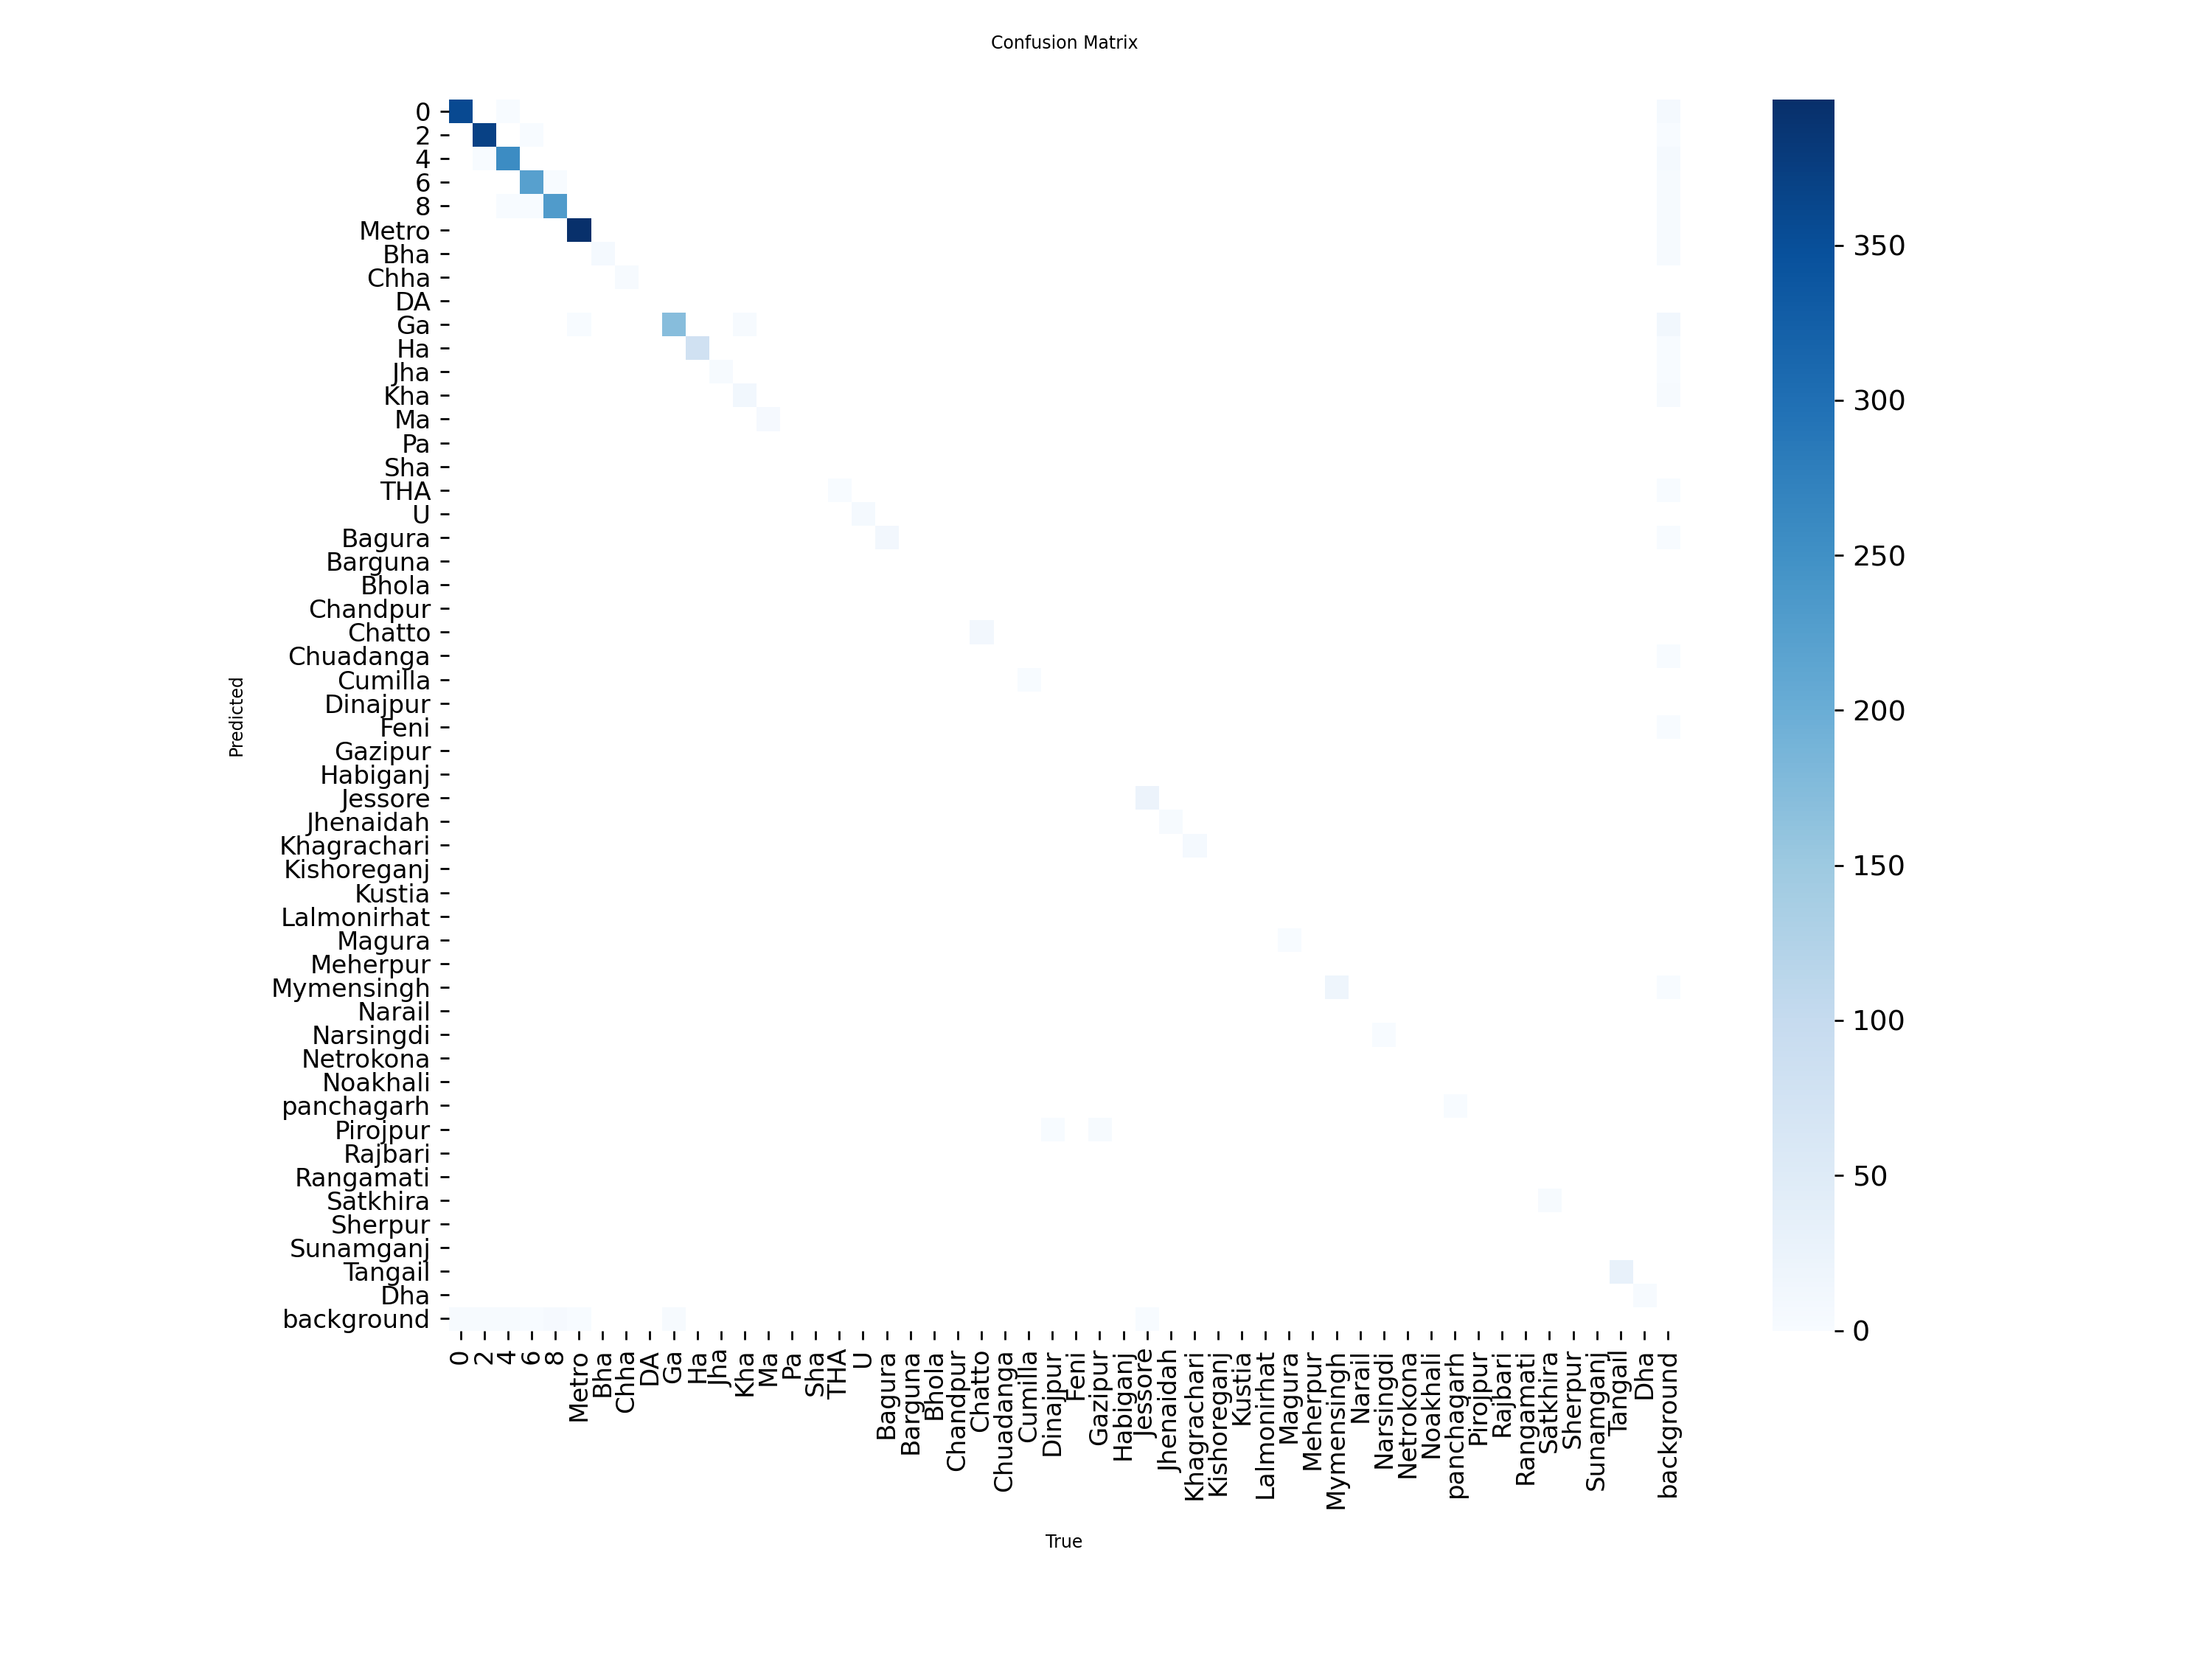 Confusion Matrix
Predicted
0
2
4
6
8
Metro
Bha
Chha
DA
Ga
Ha
Jha
Kha
Ma
Pa
Sha
THA
U
Bagura
Barguna
Bhola
Chandpur
Chatto
Chuadanga
Cumilla
Dinajpur
Feni
Gazipur
Habiganj
Jessore
Jhenaidah
Khagrachari
Kishoreganj
Kustia
Lalmonirhat
Magura
Meherpur
Mymensingh
Narail
Narsingdi
Netrokona
Noakhali
panchagarh
Pirojpur
Rajbari
Rangamati
Satkhira
Sherpur
Sunamganj
Tangail
Dha
background
0
2
4
6
8
Metro
Bha
Chha
DA
Ga
Ha
Jha
Kha
Ma
Pa
Sha
THA
U
Bagura
Barguna
Bhola
Chandpur
Chatto
Chuadanga
Cumilla
Dinajpur
Feni
Gazipur
Habiganj
Jessore
Jhenaidah
Khagrachari
Kishoreganj
Kustia
Lalmonirhat
Magura
Meherpur
Mymensingh
Narail
Narsingdi
Netrokona
Noakhali
panchagarh
Pirojpur
Rajbari
Rangamati
Satkhira
Sherpur
Sunamganj
Tangail
Dha
background
True
350
300
250
200
150
100
50
0